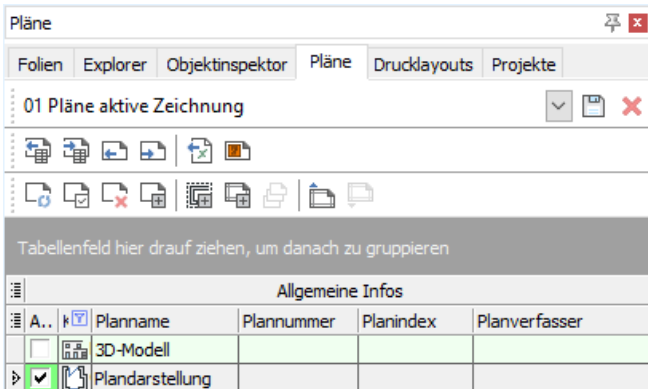 Pläne
Folien Explorer Objektinspektor Pläne Drucklayouts Projekte
01 Pläne aktive Zeichnung
Tabellenfeld hier drauf ziehen, um danach zu gruppieren
Allgemeine Infos
A.. K Planname Plannummer Planindex Planverfasser
3D-Modell
Plandarstellung